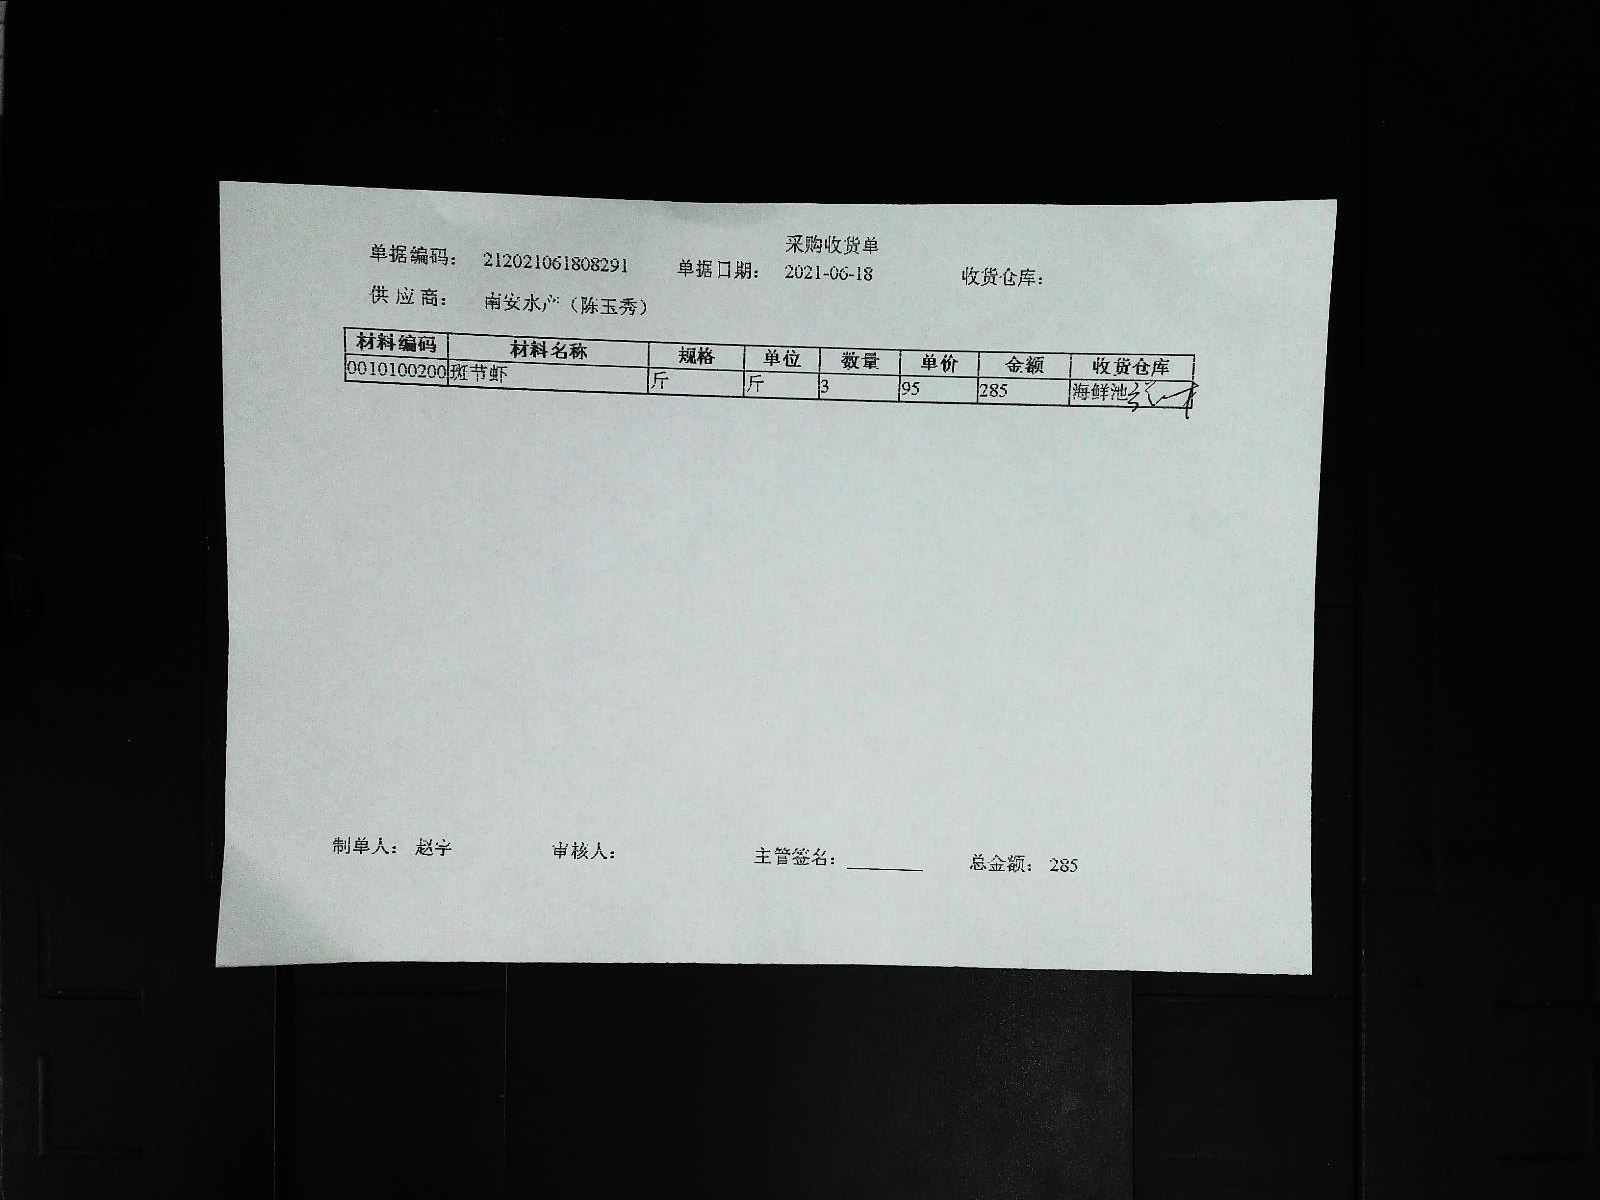 采购收货单
单据编码： 212021061808291 单据日期： 2021-06-18 收货仓库：
供 应 商： 南安水产（陈玉秀）
材料编码 材料名称 规格 单位 数量 单价 金额 收货仓库
0010100200 斑节虾 斤 斤 3 95 285 海鲜池
制单人： 赵宇 审核人： 主管签名： 总金额： 285